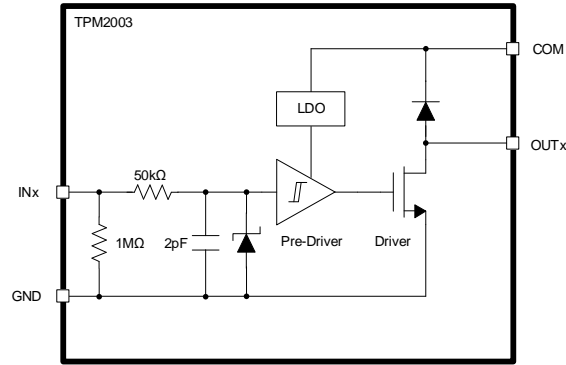 TPM2003
COM
LDO
OUTx
50kΩ
INx
1MΩ
2pF
Pre-Driver
Driver
GND